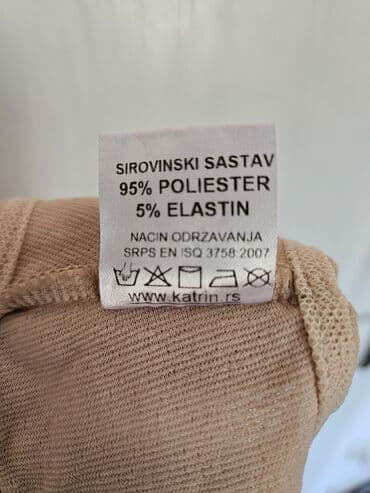 SIROVINSKI SASTAV
95% POLIESTER
5% ELASTIN
NACIN ODRZAVANJA
SRPS EN ISO 3758:2007
www.katrin.rs